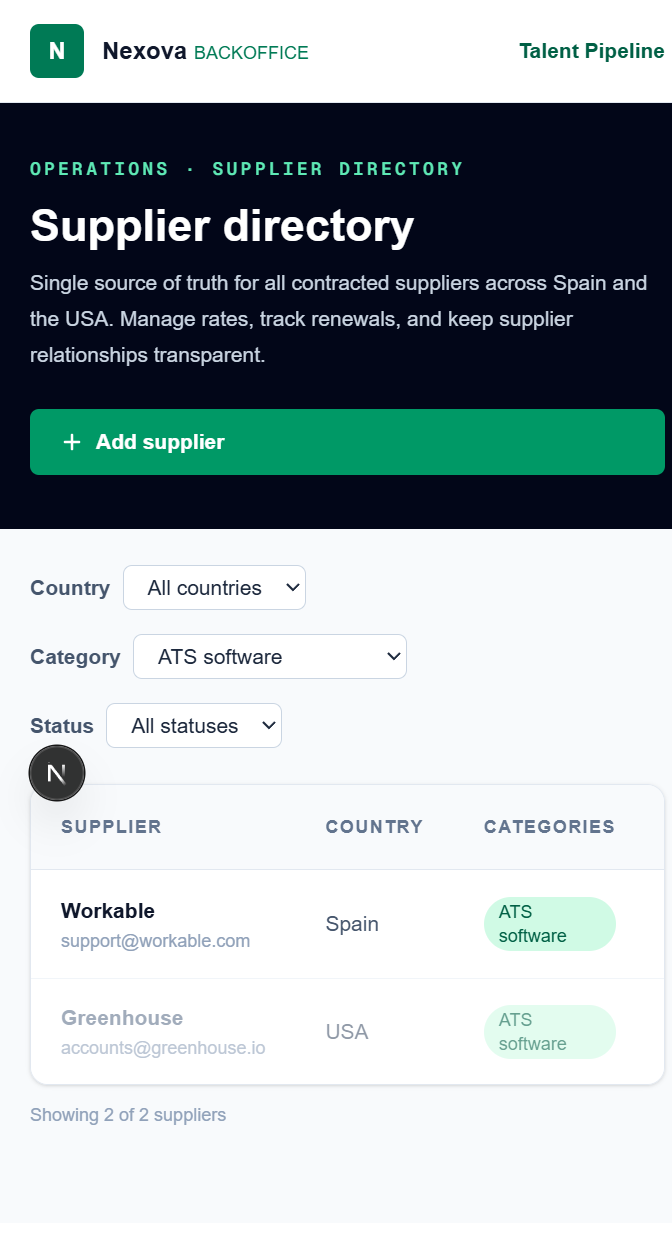 N Nexova BACKOFFICE Talent Pipeline
OPERATIONS · SUPPLIER DIRECTORY
Supplier directory
Single source of truth for all contracted suppliers across Spain and
the USA. Manage rates, track renewals, and keep supplier
relationships transparent.
+ Add supplier
Country All countries
Category ATS software
Status All statuses
N
SUPPLIER COUNTRY CATEGORIES
Workable
support@workable.com
Spain
ATS
software
Greenhouse
accounts@greenhouse.io
USA
ATS
software
Showing 2 of 2 suppliers